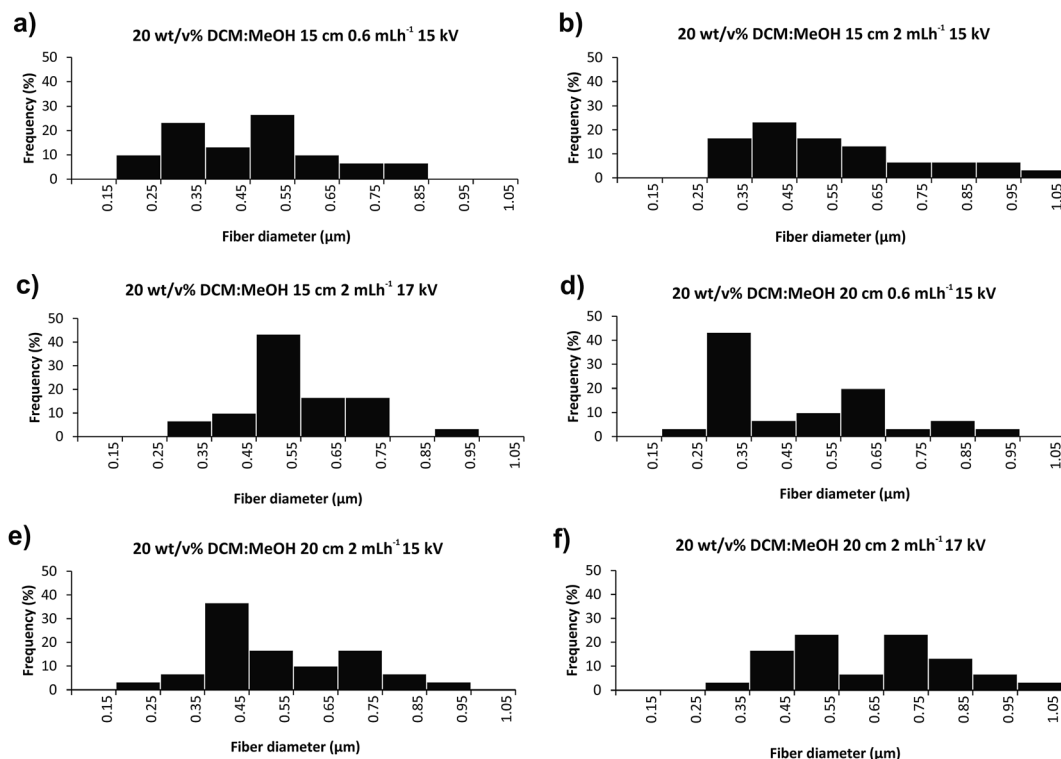 a)
20 wt/v% DCM:MeOH 15 cm 0.6 mLh⁻¹ 15 kV
Frequency (%)
50
40
30
20
10
0
0.15 0.25 0.35 0.45 0.55 0.65 0.75 0.85 0.95 1.05
Fiber diameter (µm)
b)
20 wt/v% DCM:MeOH 15 cm 2 mLh⁻¹ 15 kV
Frequency (%)
50
40
30
20
10
0
0.15 0.25 0.35 0.45 0.55 0.65 0.75 0.85 0.95 1.05
Fiber diameter (µm)
c)
20 wt/v% DCM:MeOH 15 cm 2 mLh⁻¹ 17 kV
Frequency (%)
50
40
30
20
10
0
0.15 0.25 0.35 0.45 0.55 0.65 0.75 0.85 0.95 1.05
Fiber diameter (µm)
d)
20 wt/v% DCM:MeOH 20 cm 0.6 mLh⁻¹ 15 kV
Frequency (%)
50
40
30
20
10
0
0.15 0.25 0.35 0.45 0.55 0.65 0.75 0.85 0.95 1.05
Fiber diameter (µm)
e)
20 wt/v% DCM:MeOH 20 cm 2 mLh⁻¹ 15 kV
Frequency (%)
50
40
30
20
10
0
0.15 0.25 0.35 0.45 0.55 0.65 0.75 0.85 0.95 1.05
Fiber diameter (µm)
f)
20 wt/v% DCM:MeOH 20 cm 2 mLh⁻¹ 17 kV
Frequency (%)
50
40
30
20
10
0
0.15 0.25 0.35 0.45 0.55 0.65 0.75 0.85 0.95 1.05
Fiber diameter (µm)